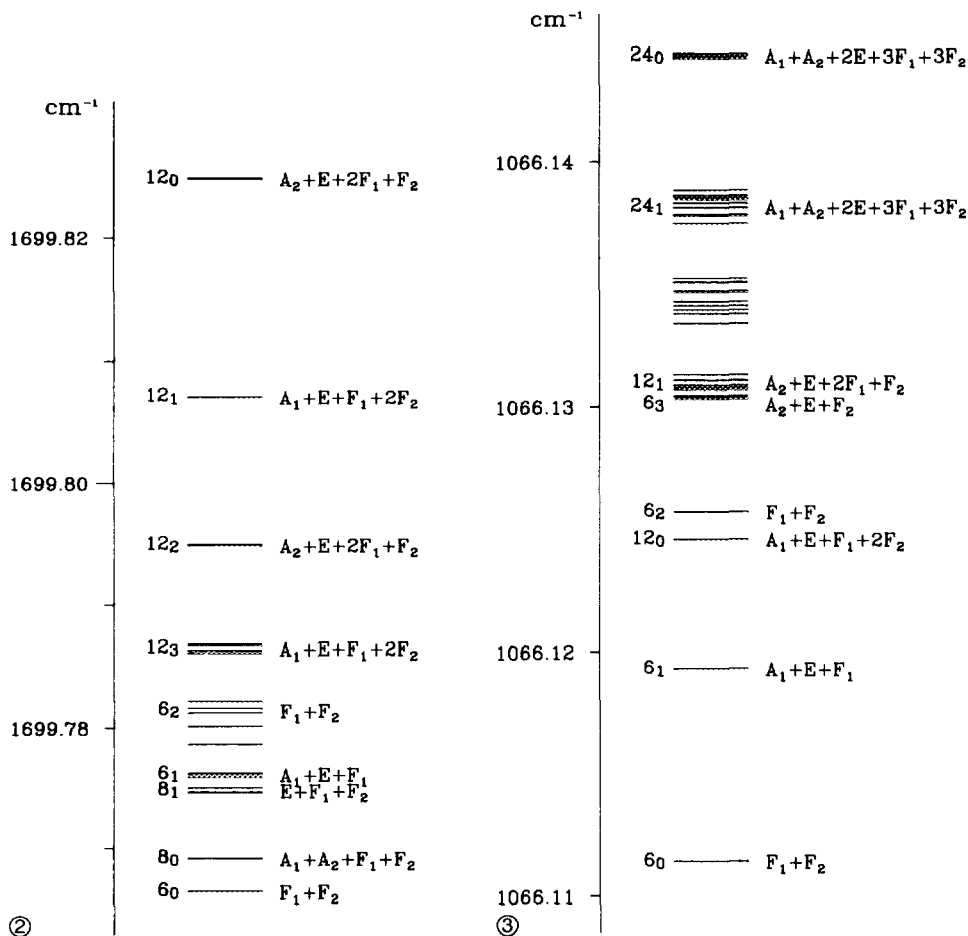 cm⁻¹
12₀ A₂+E+2F₁+F₂
1699.82
12₁ A₁+E+F₁+2F₂
1699.80
12₂ A₂+E+2F₁+F₂
12₃ A₁+E+F₁+2F₂
6₂ F₁+F₂
1699.78
6₁ A₁+E+F₁
8₁ E+F₁+F₂
8₀ A₁+A₂+F₁+F₂
6₀ F₁+F₂
②
cm⁻¹
24₀ A₁+A₂+2E+3F₁+3F₂
1066.14
24₁ A₁+A₂+2E+3F₁+3F₂
12₁ A₂+E+2F₁+F₂
1066.13
6₃ A₂+E+F₂
6₂ F₁+F₂
12₀ A₁+E+F₁+2F₂
1066.12
6₁ A₁+E+F₁
6₀ F₁+F₂
1066.11
③